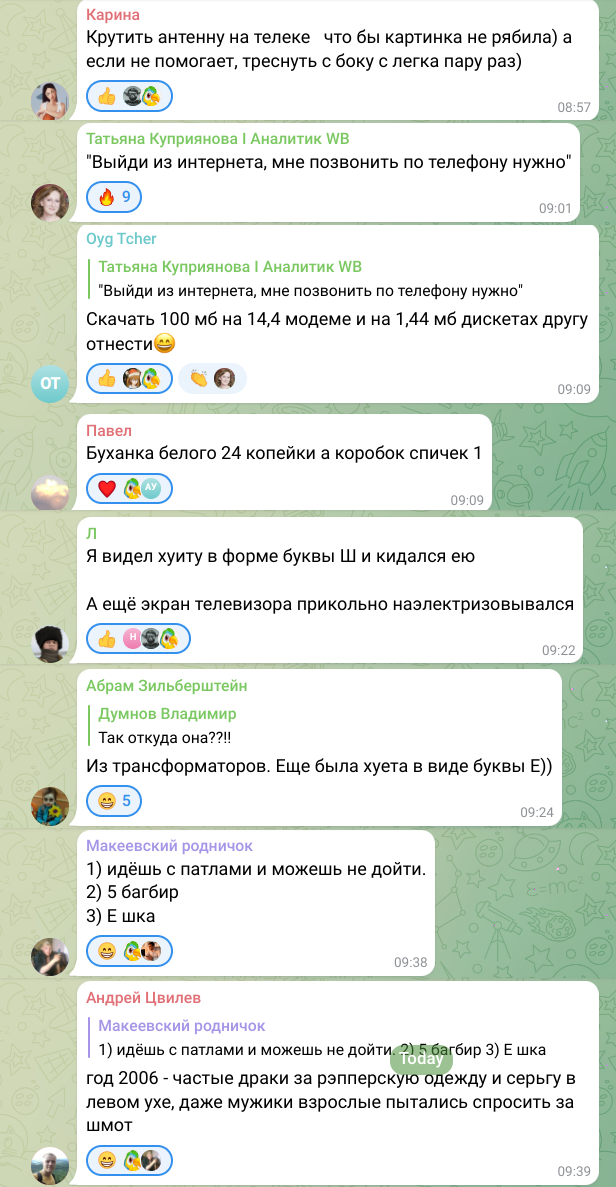 Карина
Крутить антенну на телеке что бы картинка не рябила) а
если не помогает, треснуть с боку с легка пару раз)
08:57
Татьяна Куприянова I Аналитик WB
"Выйди из интернета, мне позвонить по телефону нужно"
9
09:01
Oyg Tcher
Татьяна Куприянова I Аналитик WB
"Выйди из интернета, мне позвонить по телефону нужно"
Скачать 100 мб на 14,4 модеме и на 1,44 мб дискетах другу
отнести😄
OT
09:09
Павел
Буханка белого 24 копейки а коробок спичек 1
АУ
09:09
Л
Я видел хуиту в форме буквы Ш и кидался ею
А ещё экран телевизора прикольно наэлектризовывался
Н
09:22
Абрам Зильберштейн
Думнов Владимир
Так откуда она??!!
Из трансформаторов. Еще была хуета в виде буквы Е))
5
09:24
Макеевский родничок
1) идёшь с патлами и можешь не дойти.
2) 5 багбир
3) Е шка
09:38
Андрей Цвилев
Макеевский родничок
1) идёшь с патлами и можешь не дойти. 2) 5 багбир 3) Е шка
Today
год 2006 - частые драки за рэпперскую одежду и серьгу в
левом ухе, даже мужики взрослые пытались спросить за
шмот
09:39